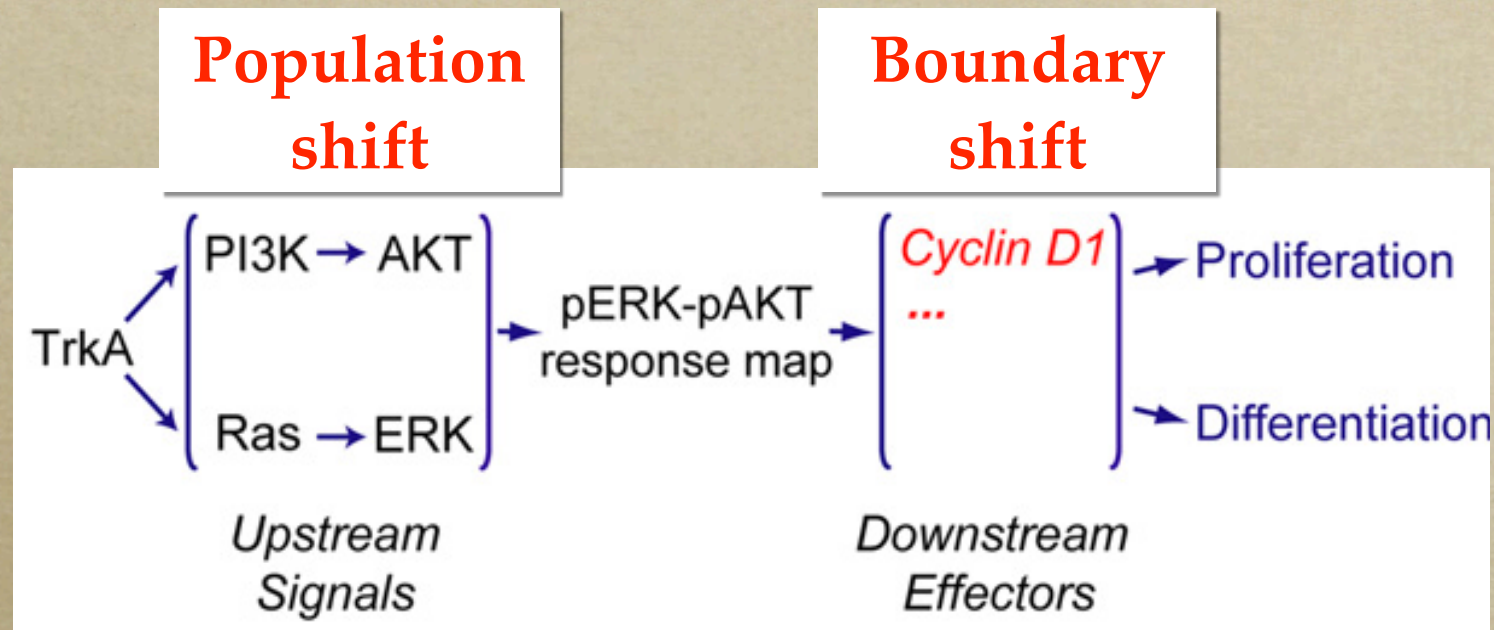 Population
shift
Boundary
shift
TrkA
PI3K → AKT
Ras → ERK
Upstream
Signals
pERK-pAKT
response map
Cyclin D1
...
Downstream
Effectors
Proliferation
Differentiation